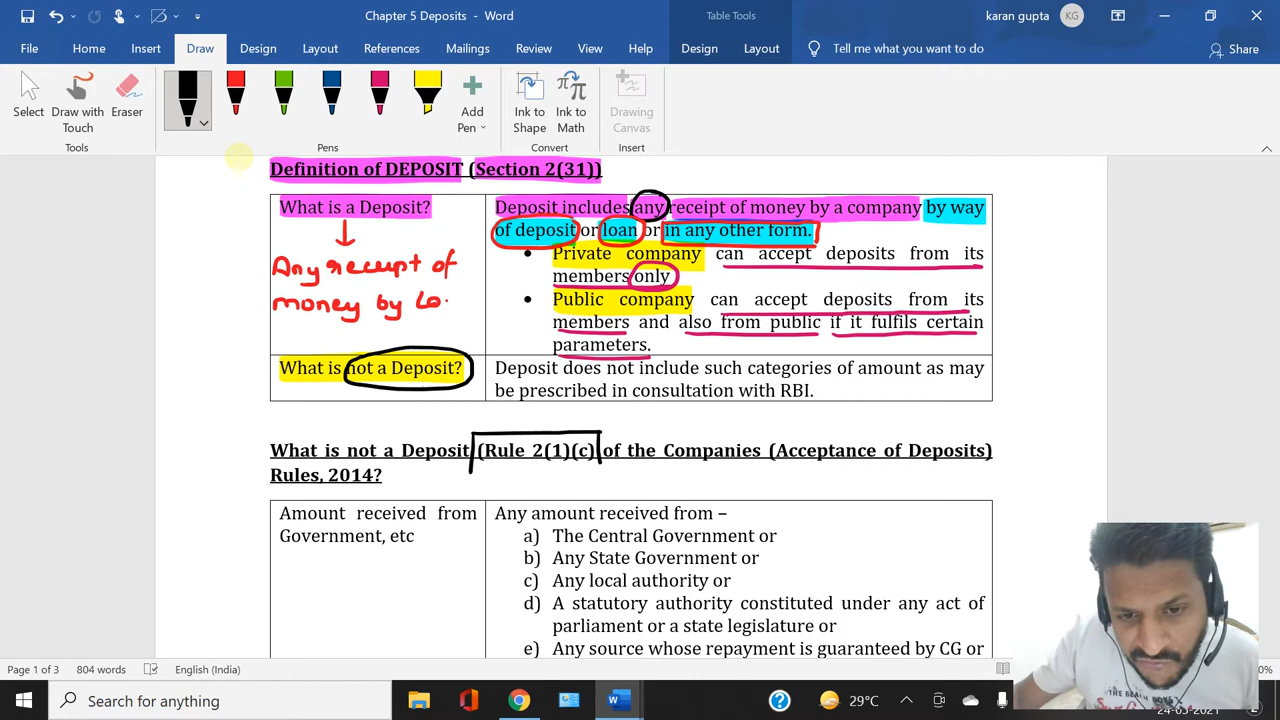 Chapter 5 Deposits - Word
Table Tools
karan gupta
KG
File
Home
Insert
Draw
Design
Layout
References
Mailings
Review
View
Help
Design
Layout
Tell me what you want to do
Share
Select
Draw with
Touch
Eraser
Add
Pen
Ink to
Shape
Ink to
Math
Drawing
Canvas
Tools
Pens
Convert
Insert
Definition of DEPOSIT (Section 2(31))
What is a Deposit?
Any receipt of
money by Co.
Deposit includes any receipt of money by a company by way
of deposit or loan or in any other form.
• Private company can accept deposits from its
members only
• Public company can accept deposits from its
members and also from public if it fulfils certain
parameters.
What is not a Deposit?
Deposit does not include such categories of amount as may
be prescribed in consultation with RBI.
What is not a Deposit (Rule 2(1)(c) of the Companies (Acceptance of Deposits)
Rules, 2014?
Amount received from
Government, etc
Any amount received from –
a) The Central Government or
b) Any State Government or
c) Any local authority or
d) A statutory authority constituted under any act of
parliament or a state legislature or
e) Any source whose repayment is guaranteed by CG or
Page 1 of 3
804 words
English (India)
0%
Search for anything
29°C
THE BEACH BOYS
24-03-2021